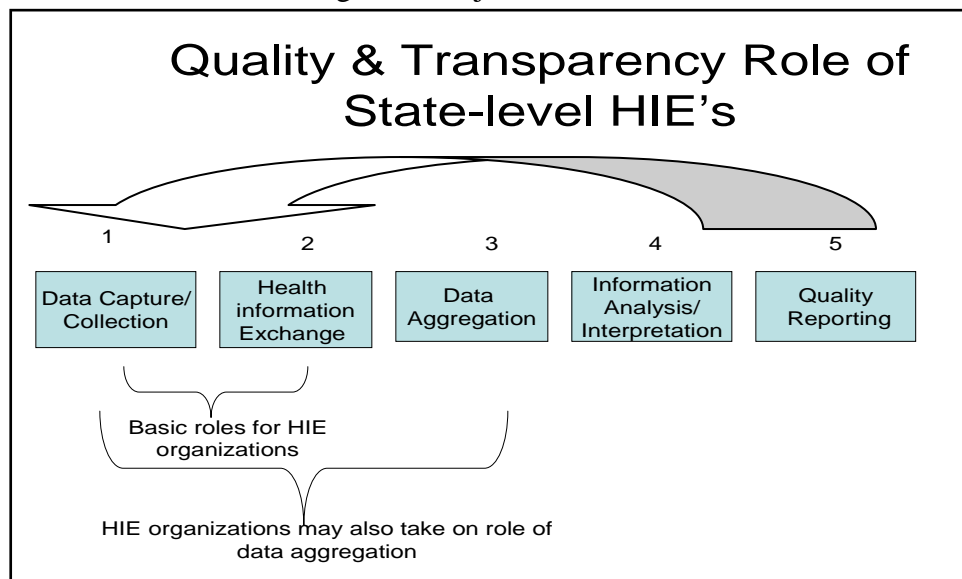 Quality & Transparency Role of
State-level HIE's
1 2 3 4 5
Data Capture/
Collection
Health
information
Exchange
Data
Aggregation
Information
Analysis/
Interpretation
Quality
Reporting
Basic roles for HIE
organizations
HIE organizations may also take on role of
data aggregation